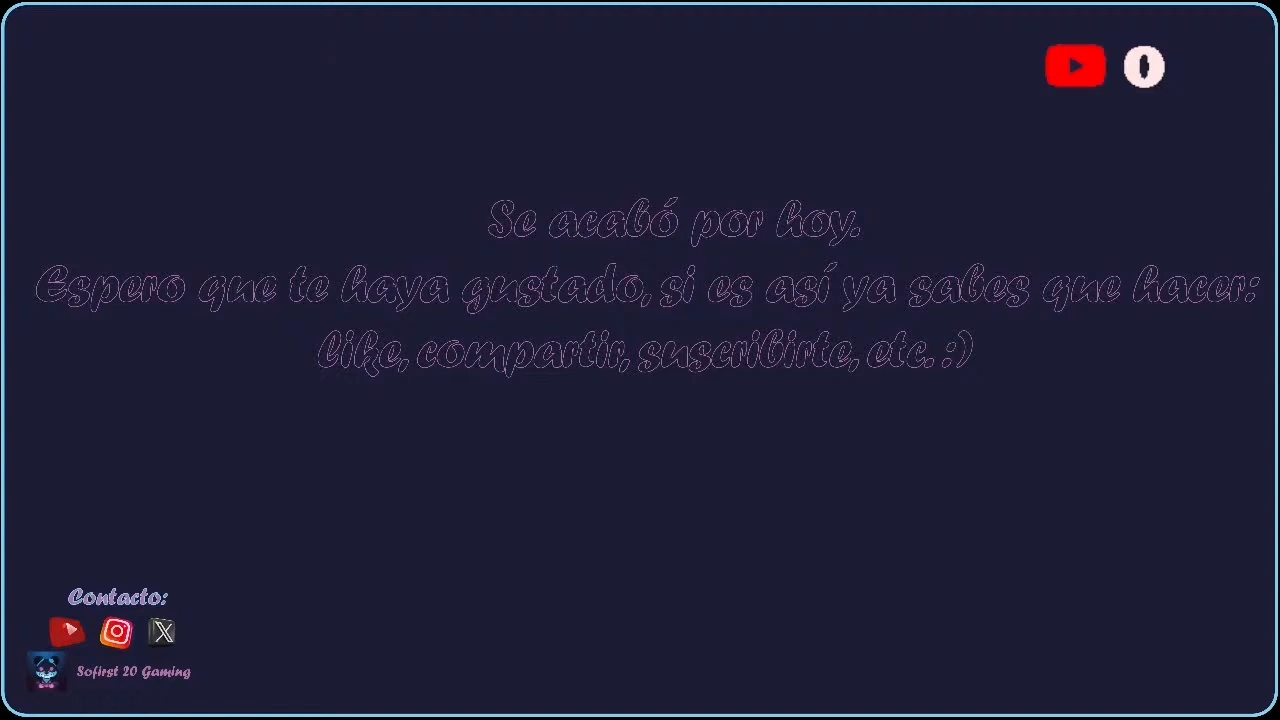 0
Se acabó por hoy.
Espero que te haya gustado, si es así ya sabes que hacer:
like, compartir, suscribirte, etc. :)
Contacto:
Sofirst 20 Gaming